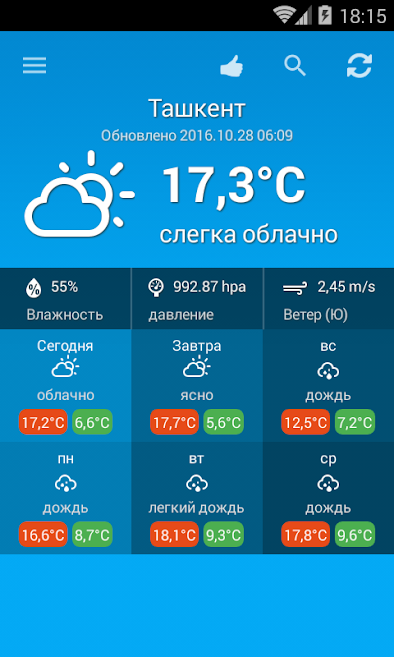 18:15
Ташкент
Обновлено 2016.10.28 06:09
17,3°C
слегка облачно
% 55% 992.87 hpa 2,45 m/s
Влажность давление Ветер (Ю)
Сегодня Завтра вс
облачно ясно дождь
17,2°C 6,6°C 17,7°C 5,6°C 12,5°C 7,2°C
пн вт ср
дождь легкий дождь дождь
16,6°C 8,7°C 18,1°C 9,3°C 17,8°C 9,6°C